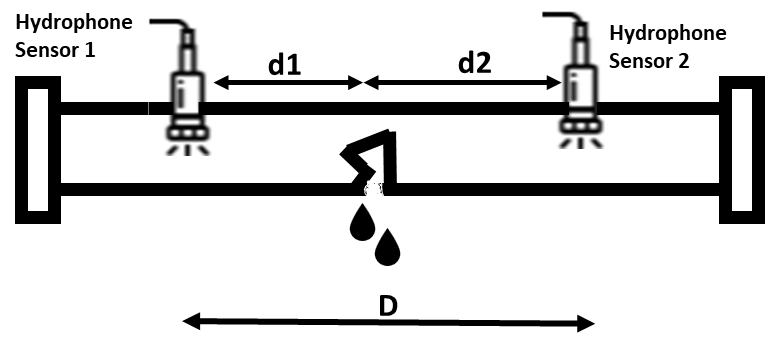 Hydrophone
Sensor 1
d1
d2
Hydrophone
Sensor 2
D